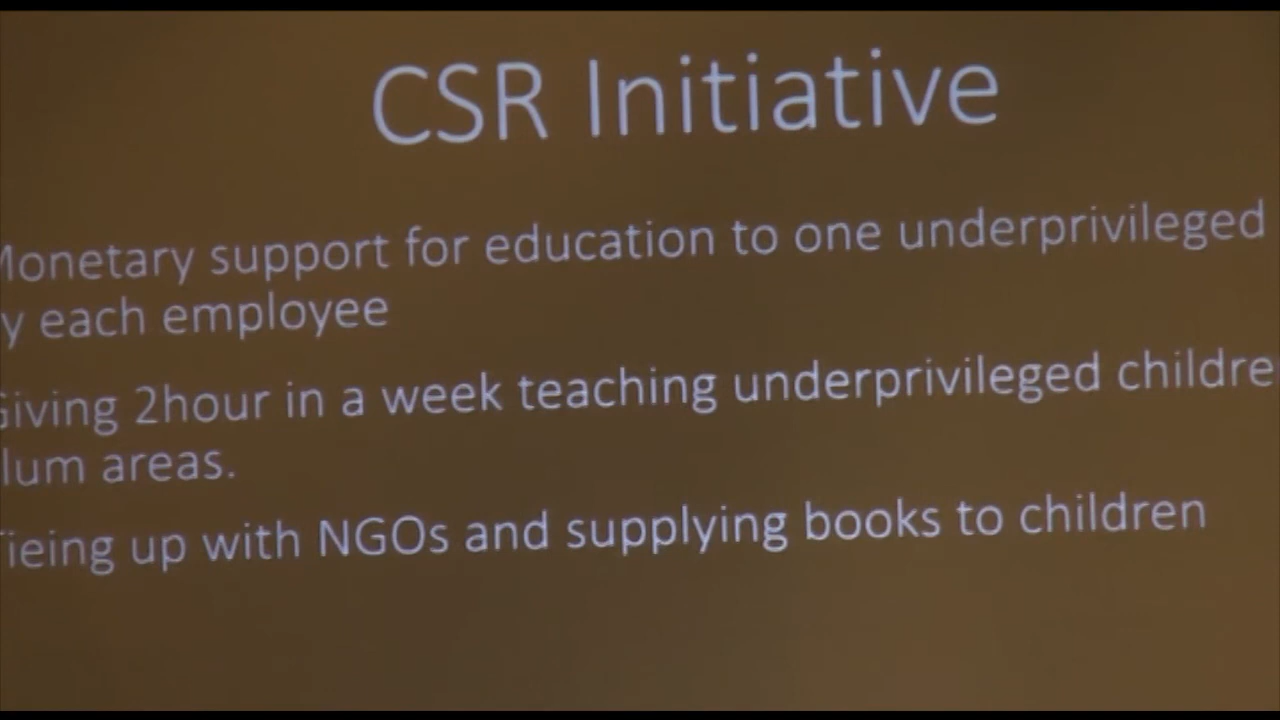 CSR Initiative
Monetary support for education to one underprivileged
y each employee
Giving 2hour in a week teaching underprivileged childre
lum areas.
ieing up with NGOs and supplying books to children